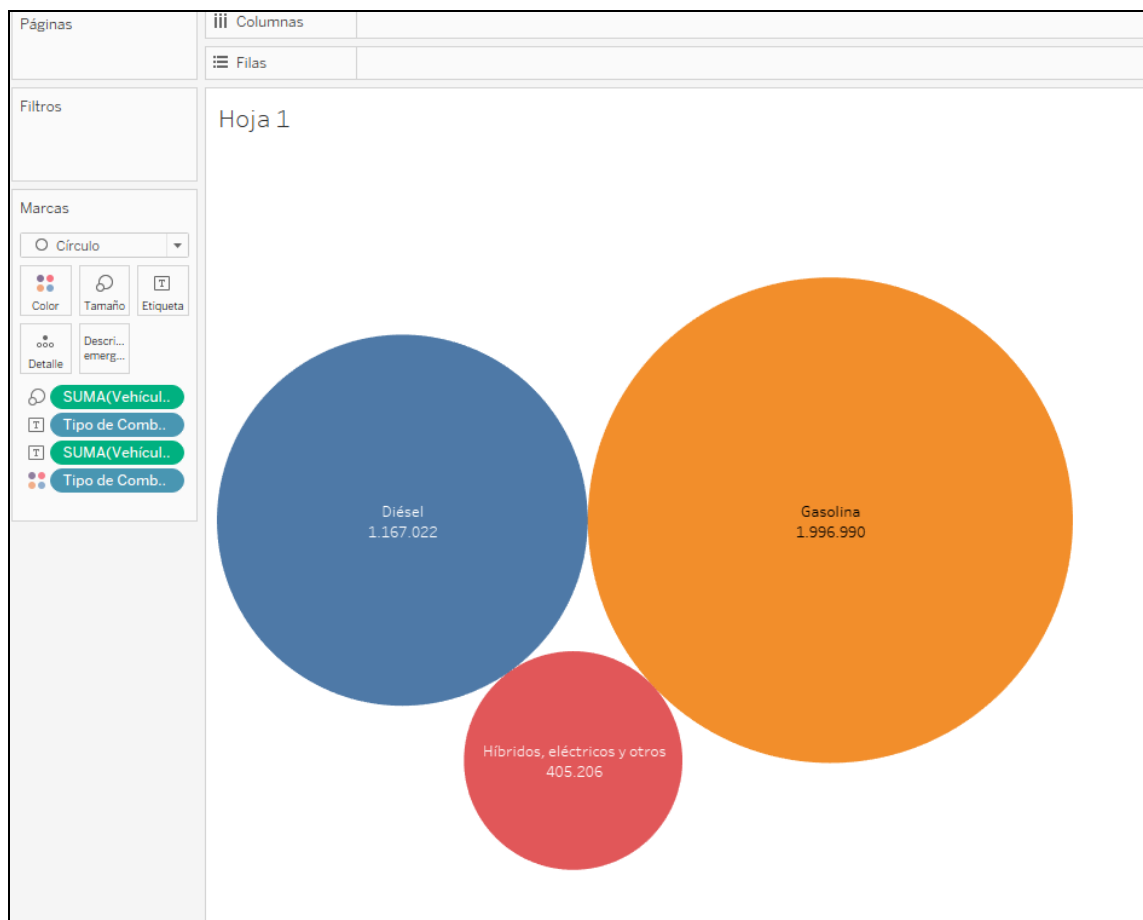 Páginas
Columnas
Filas
Filtros
Hoja 1
Marcas
Círculo
Color
Tamaño
Etiqueta
Detalle
Descri...
emerg...
SUMA(Vehícul..
Tipo de Comb..
SUMA(Vehícul..
Tipo de Comb..
Diésel
1.167.022
Gasolina
1.996.990
Híbridos, eléctricos y otros
405.206